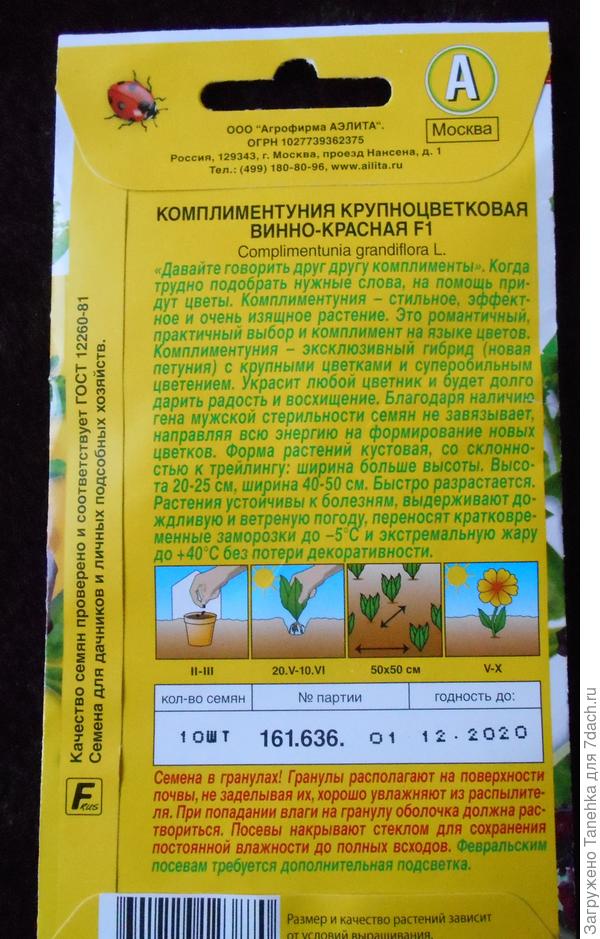 А
Москва
ООО "Агрофирма АЭЛИТА".
ОГРН 1027739362375
Россия, 129343, г. Москва, проезд Нансена, д. 1
Тел.: (499) 180-80-96, www.ailita.ru
КОМПЛИМЕНТУНИЯ КРУПНОЦВЕТКОВАЯ
ВИННО-КРАСНАЯ F1
Complimentunia grandiflora L.
«Давайте говорить друг другу комплименты». Когда
трудно подобрать нужные слова, на помощь при-
дут цветы. Комплиментуния – стильное, эффект-
ное и очень изящное растение. Это романтичный,
практичный выбор и комплимент на языке цветов.
Комплиментуния – эксклюзивный гибрид (новая
петуния) с крупными цветками и суперобильным
цветением. Украсит любой цветник и будет долго
дарить радость и восхищение. Благодаря наличию
гена мужской стерильности семян не завязывает,
направляя всю энергию на формирование новых
цветков. Форма растений кустовая, со склонно-
стью к трейлингу: ширина больше высоты. Высо-
та 20-25 см, ширина 40-50 см. Быстро разрастается.
Растения устойчивы к болезням, выдерживают до-
ждливую и ветреную погоду, переносят кратковре-
менные заморозки до –5°С и экстремальную жару
до +40°С без потери декоративности.
II-III
20.V-10.VI
50х50 см
V-X
кол-во семян
№ партии
годность до:
10ШТ
161.636.
01 12.2020
Семена в гранулах! Гранулы располагают на поверхности
почвы, не заделывая их, хорошо увлажняют из распылите-
ля. При попадании влаги на гранулу оболочка должна рас-
твориться. Посевы накрывают стеклом для сохранения
постоянной влажности до полных всходов. Февральским
посевам требуется дополнительная подсветка.
Размер и качество растений зависит
от условий выращивания.
Качество семян проверено и соответствует ГОСТ 12260-81
Семена для дачников и личных подсобных хозяйств.
F rus
Загружено Tanehka для 7dach.ru